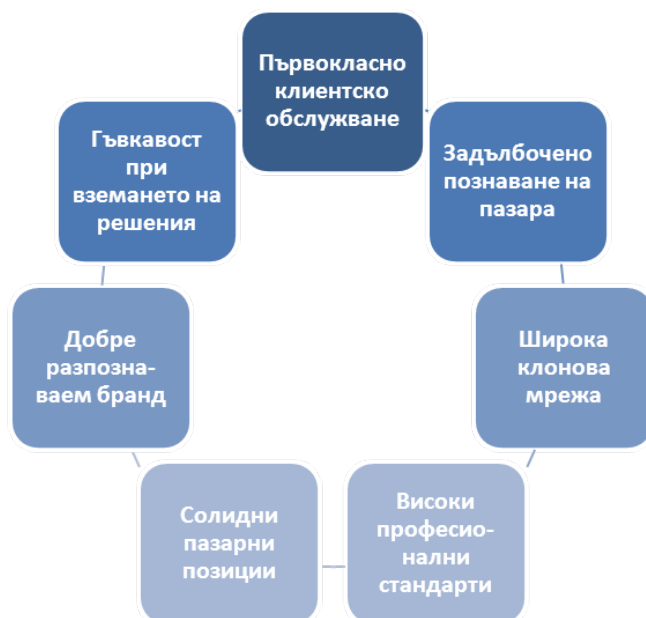 Първокласно
клиентско
обслужване
Задълбочено
познаване на
пазара
Широка
клонова
мрежа
Високи
професио-
нални
стандарти
Солидни
пазарни
позиции
Добре
разпозна-
ваем бранд
Гъвкавост
при
вземането на
решения